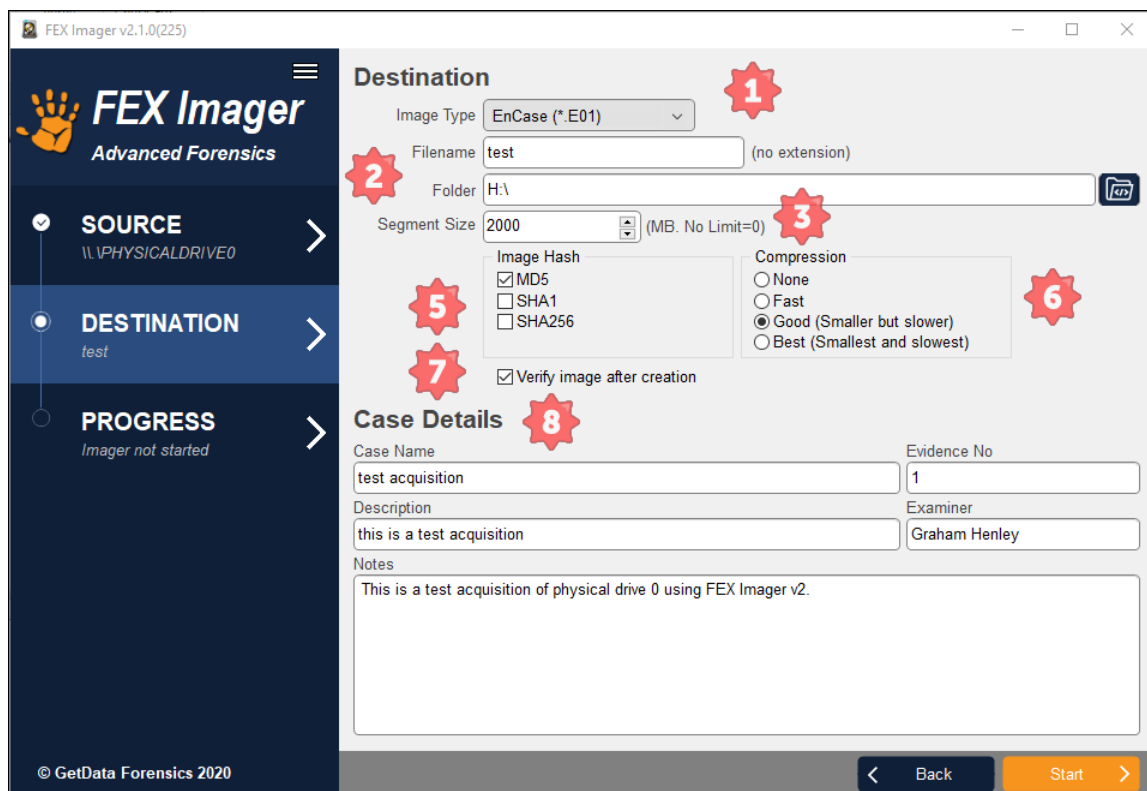 FEX Imager v2.1.0(225)
FEX Imager
Advanced Forensics
SOURCE
\\.\PHYSICALDRIVE0
DESTINATION
test
PROGRESS
Imager not started
© GetData Forensics 2020
Destination
1
Image Type EnCase (*.E01)
Filename test (no extension)
2
Folder H:\
Segment Size 2000 (MB. No Limit=0)
3
Image Hash
MD5
SHA1
SHA256
5
Compression
None
Fast
Good (Smaller but slower)
Best (Smallest and slowest)
6
7
Verify image after creation
Case Details
8
Case Name
test acquisition
Evidence No
1
Description
this is a test acquisition
Examiner
Graham Henley
Notes
This is a test acquisition of physical drive 0 using FEX Imager v2.
Back
Start